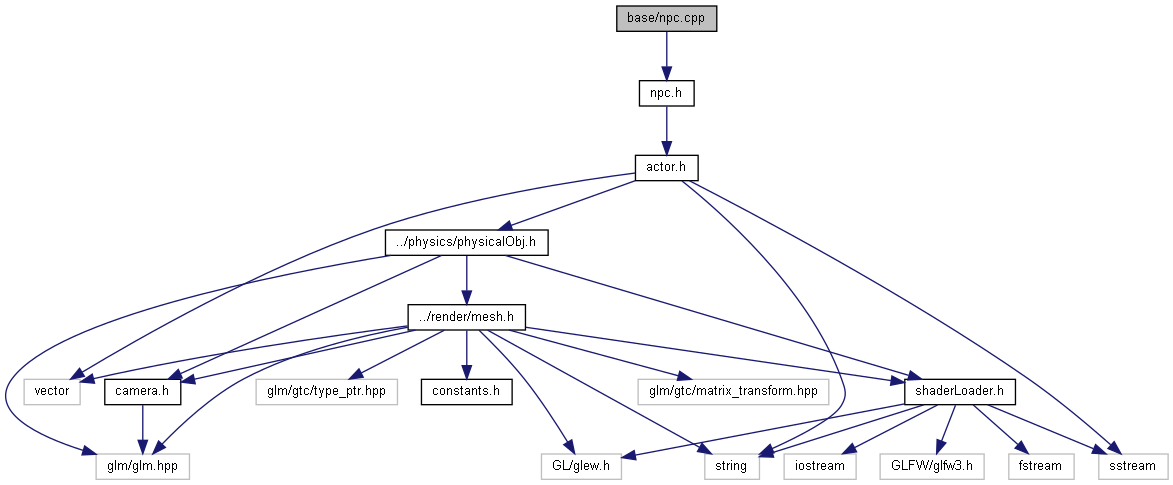 base/npc.cpp
npc.h
actor.h
../physics/physicalObj.h
../render/mesh.h
vector
camera.h
glm/gtc/type_ptr.hpp
constants.h
glm/gtc/matrix_transform.hpp
shaderLoader.h
glm/glm.hpp
GL/glew.h
string
iostream
GLFW/glfw3.h
fstream
sstream